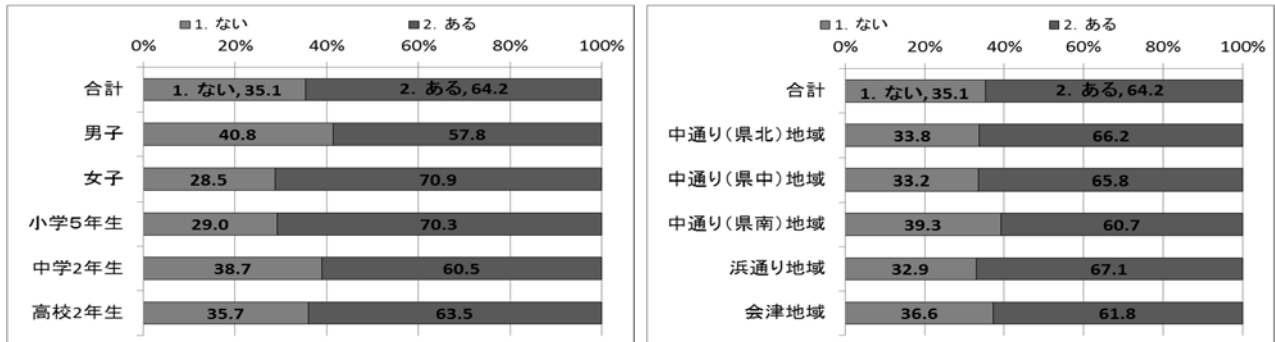 ■1. ない ■2. ある
0% 20% 40% 60% 80% 100%
合計 1. ない, 35.1 2. ある, 64.2
男子 40.8 57.8
女子 28.5 70.9
小学5年生 29.0 70.3
中学2年生 38.7 60.5
高校2年生 35.7 63.5
■1. ない ■2. ある
0% 20% 40% 60% 80% 100%
合計 1. ない, 35.1 2. ある, 64.2
中通り(県北)地域 33.8 66.2
中通り(県中)地域 33.2 65.8
中通り(県南)地域 39.3 60.7
浜通り地域 32.9 67.1
会津地域 36.6 61.8